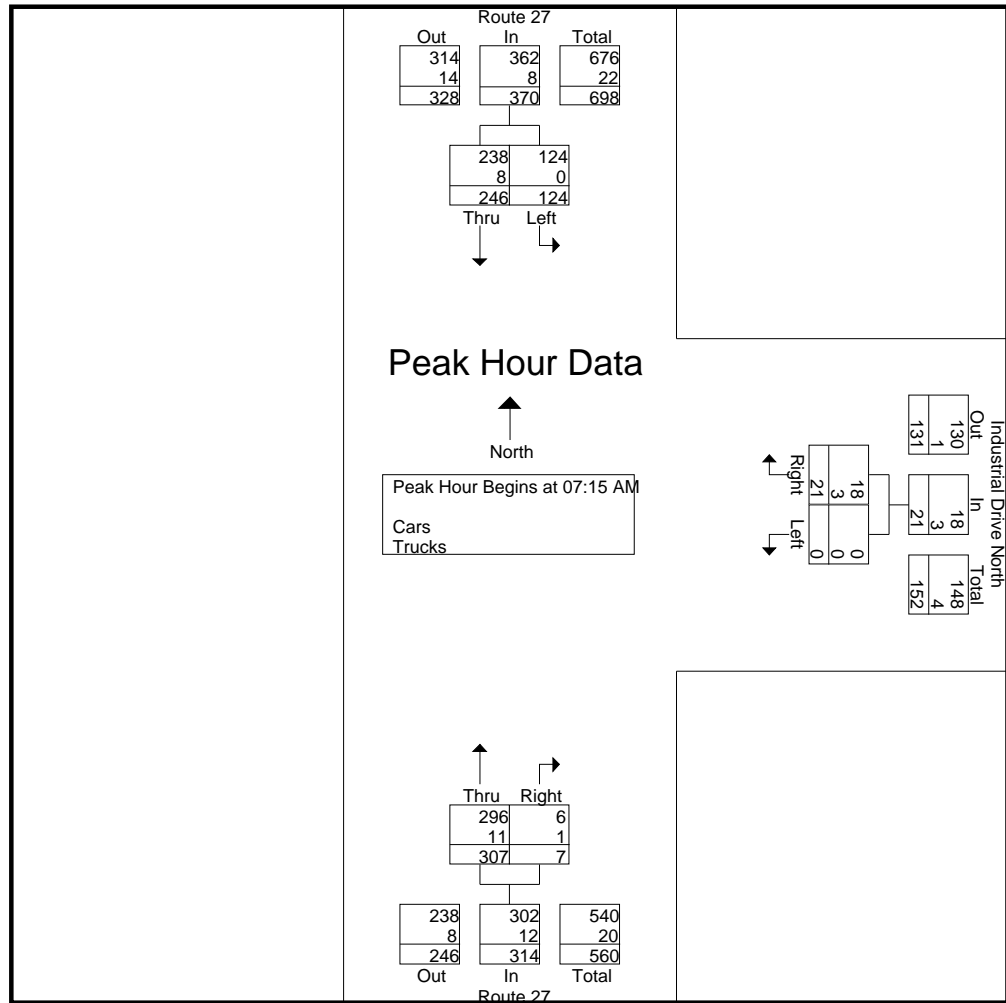 Route 27
Out In Total
314 362 676
14 8 22
328 370 698
238 124
8 0
246 124
Thru Left
Peak Hour Data
North
Peak Hour Begins at 07:15 AM
Cars
Trucks
Industrial Drive North
Out In Total
130 18 148
1 3 4
131 21 152
18 0
3 0
21 0
Right Left
Thru Right
296 6
11 1
307 7
238 302 540
8 12 20
246 314 560
Out In Total
Route 27